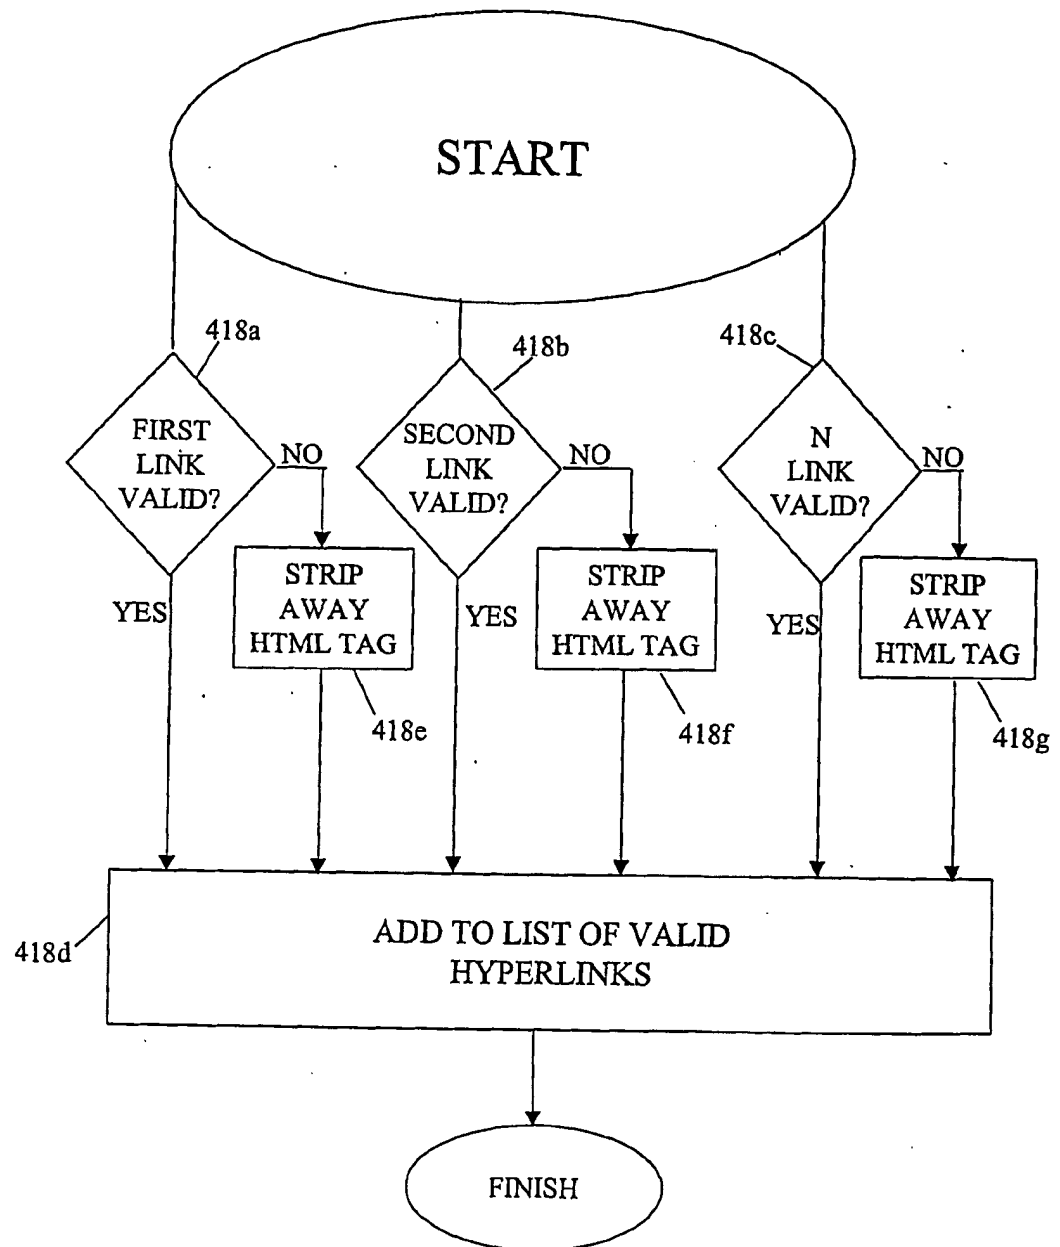 START
418a
418b
418c
FIRST
LINK
VALID?
NO
SECOND
LINK
VALID?
NO
N
LINK
VALID?
NO
YES
STRIP
AWAY
HTML TAG
YES
STRIP
AWAY
HTML TAG
YES
STRIP
AWAY
HTML TAG
418e
418f
418g
418d
ADD TO LIST OF VALID
HYPERLINKS
FINISH